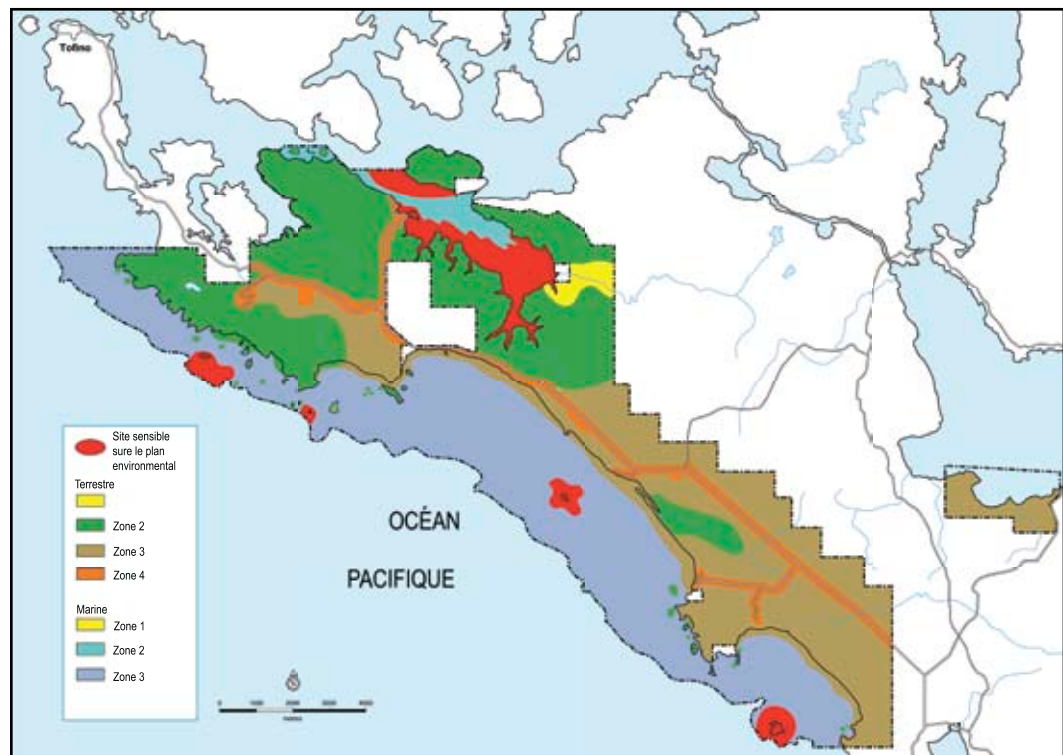 Tofino
OCÉAN
PACIFIQUE
Site sensible
sure le plan
environmental
Terrestre
Zone 2
Zone 3
Zone 4
Marine
Zone 1
Zone 2
Zone 3